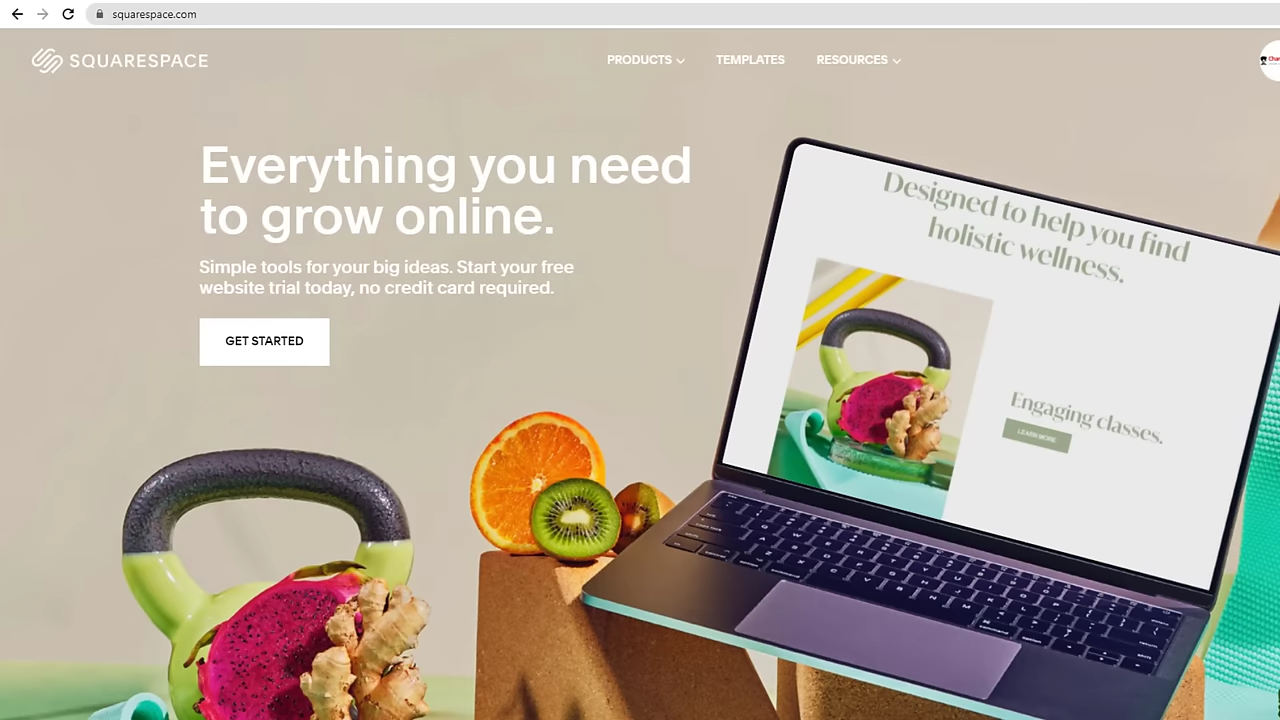 squarespace.com
SQUARESPACE
PRODUCTS
TEMPLATES
RESOURCES
Everything you need
to grow online.
Simple tools for your big ideas. Start your free
website trial today, no credit card required.
GET STARTED
Designed to help you find
holistic wellness.
Engaging classes.
LEARN MORE